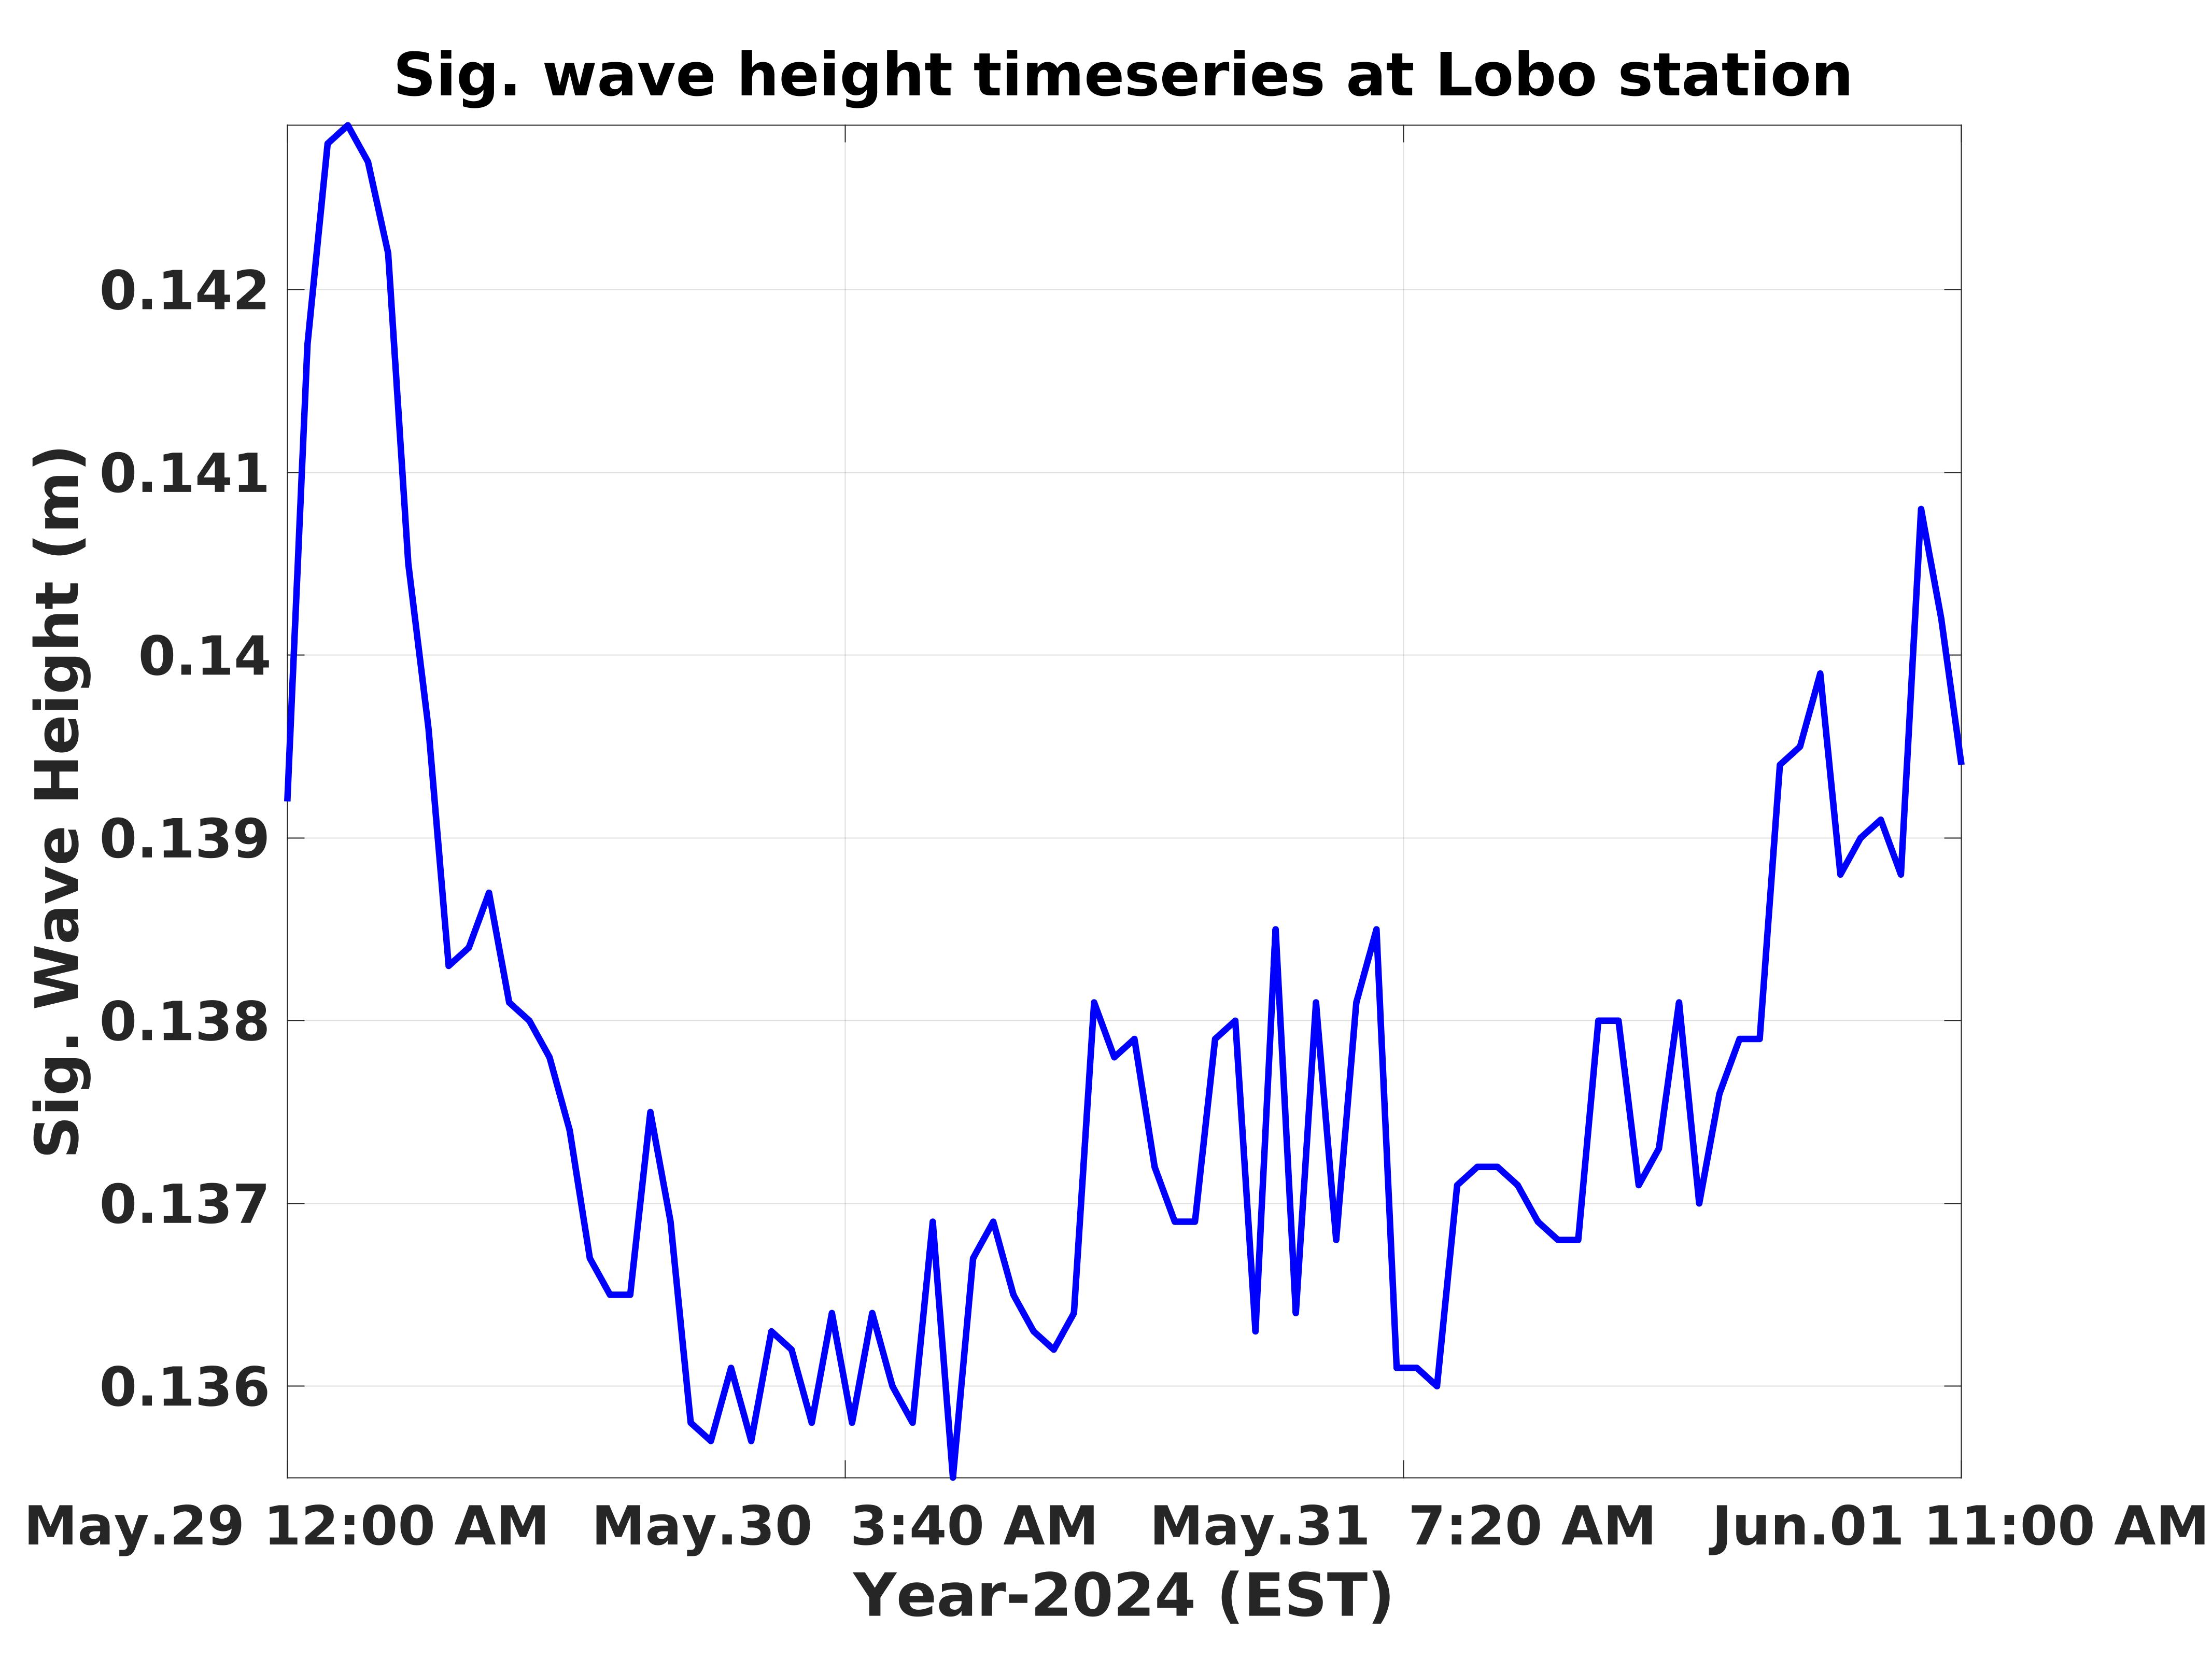 Sig. wave height timeseries at Lobo station
Sig. Wave Height (m)
0.142
0.141
0.14
0.139
0.138
0.137
0.136
May.29 12:00 AM May.30 3:40 AM May.31 7:20 AM Jun.01 11:00 AM
Year-2024 (EST)